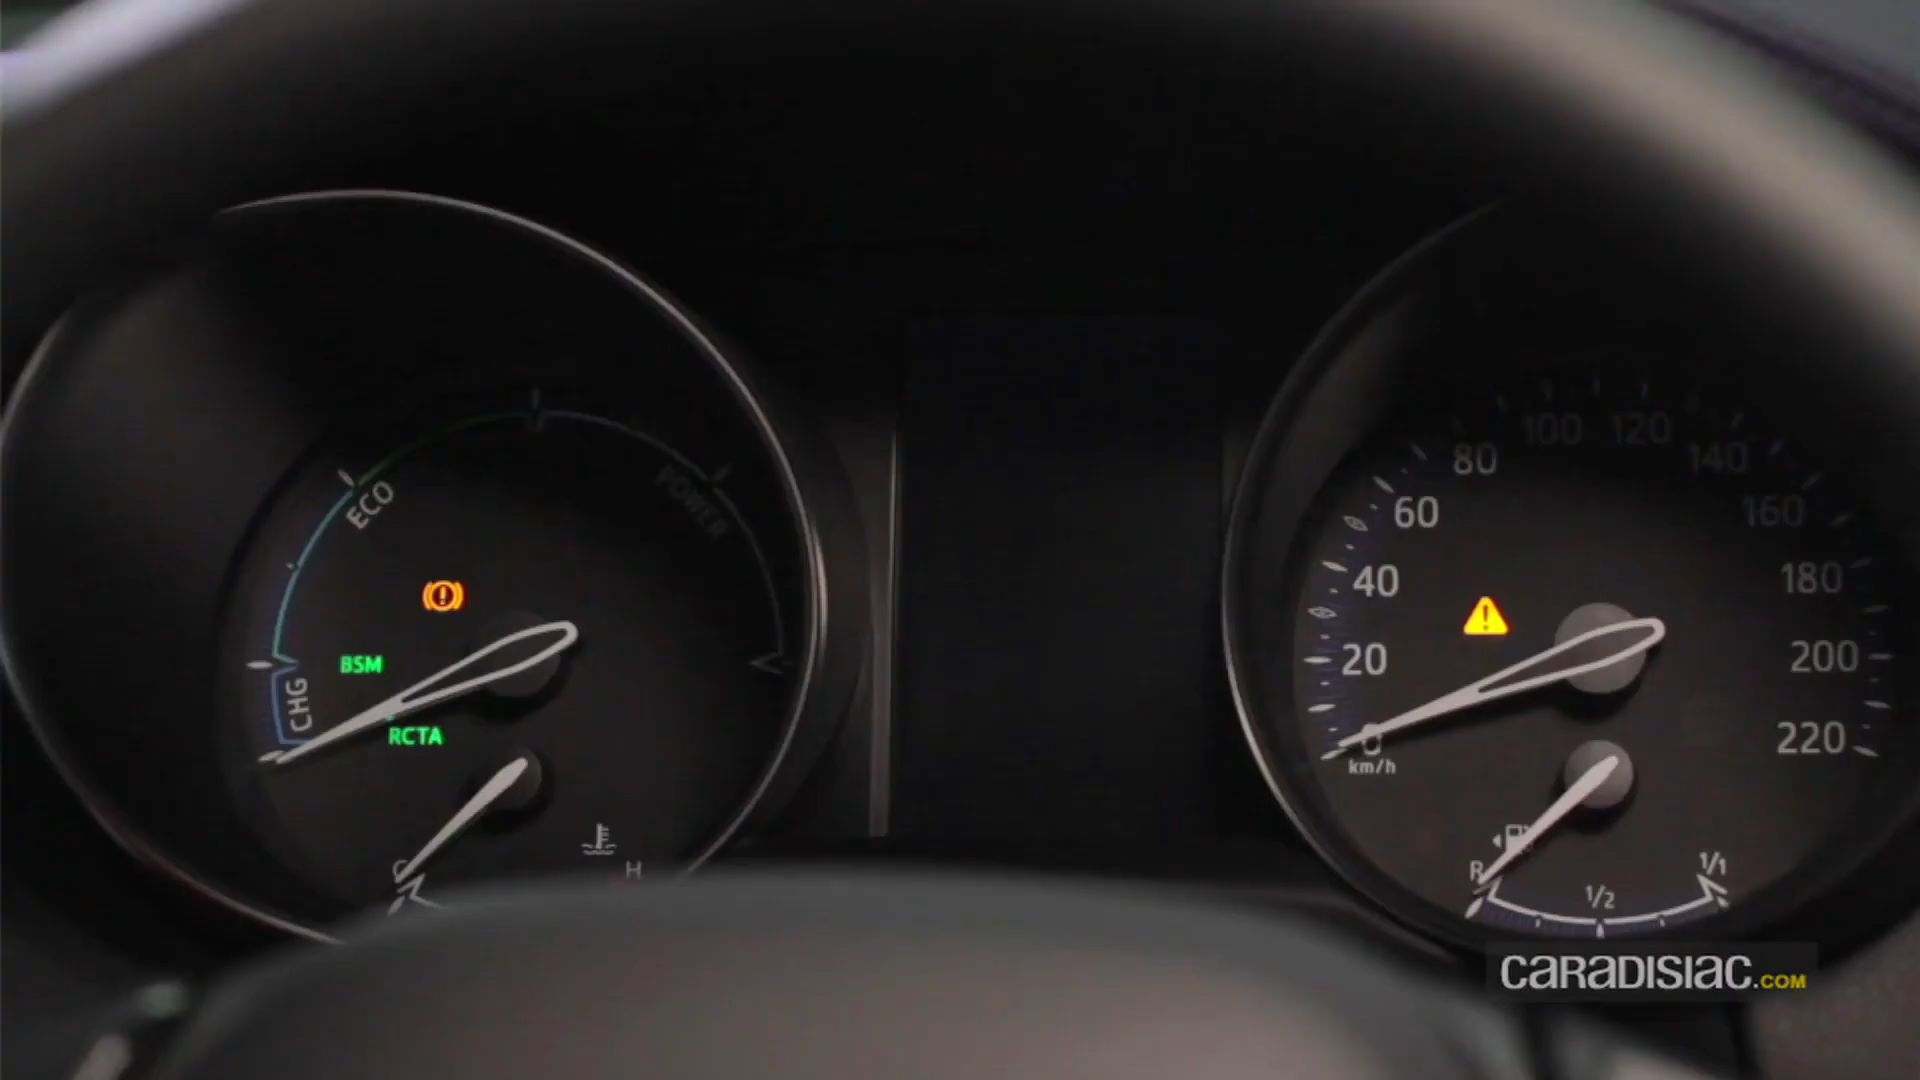 ECO
POWER
CHG
BSM
RCTA
C
H
0
20
40
60
80
100
120
140
160
180
200
220
km/h
R
1/2
1/1
CARADISIAC.COM